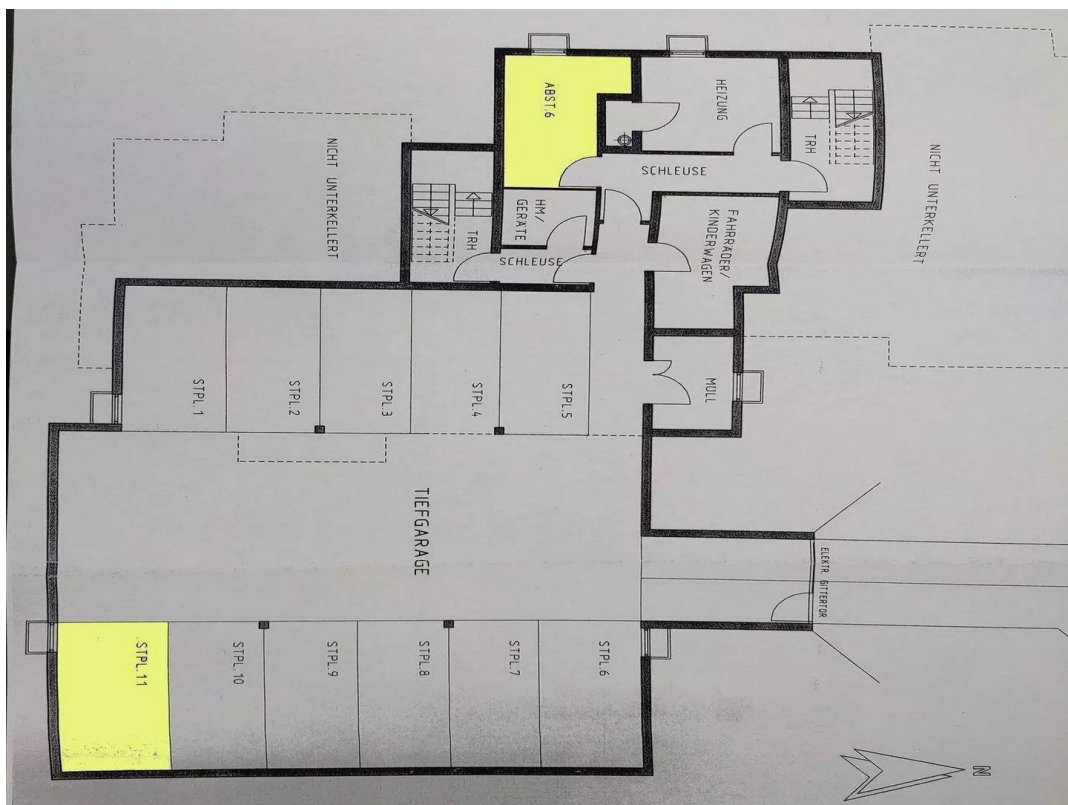 ABST.6
HEIZUNG
TRH
NICHT UNTERKELLERT
NICHT UNTERKELLERT
SCHLEUSE
HM/
GERÄTE
FAHRRÄDER/
KINDERWAGEN
TRH
SCHLEUSE
STPL.1
STPL.2
STPL.3
STPL.4
STPL.5
MÜLL
TIEFGARAGE
ELEKTR. GITTERTOR
STPL.11
STPL.10
STPL.9
STPL.8
STPL.7
STPL.6
N